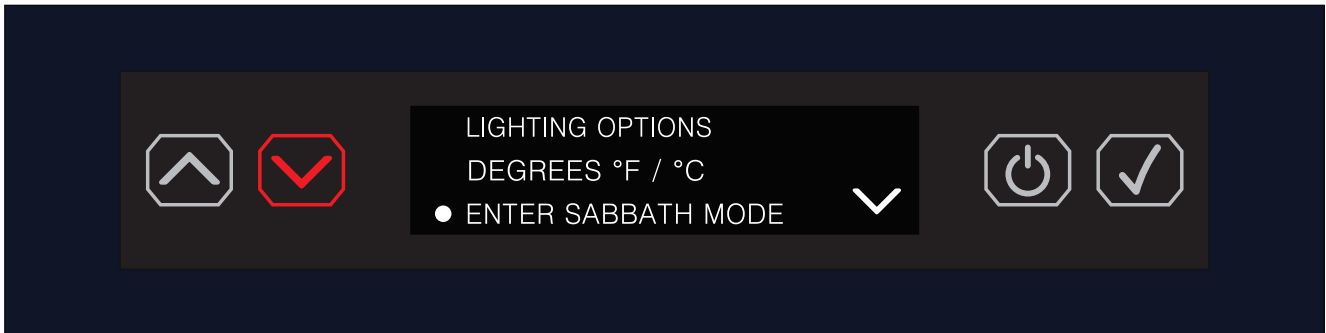 LIGHTING OPTIONS
DEGREES °F / °C
ENTER SABBATH MODE